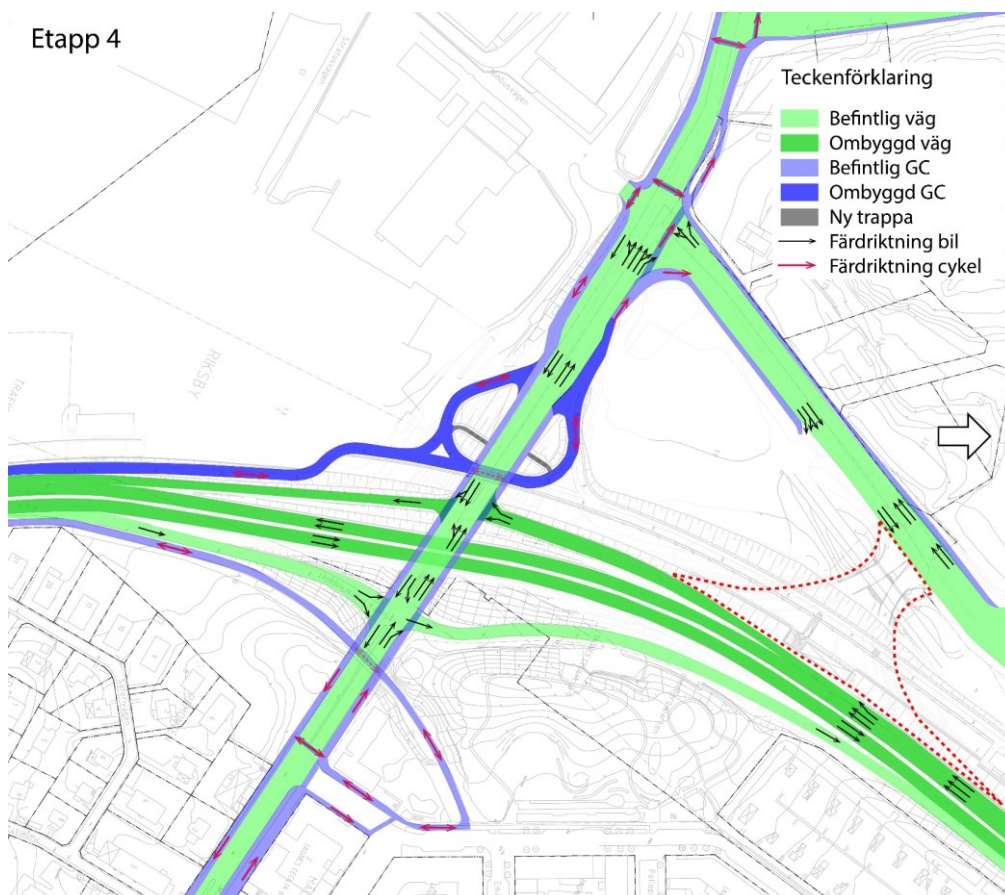 Etapp 4
Teckenförklaring
Befintlig väg
Ombyggd väg
Befintlig GC
Ombyggd GC
Ny trappa
Färdriktning bil
Färdriktning cykel
RIKSBY